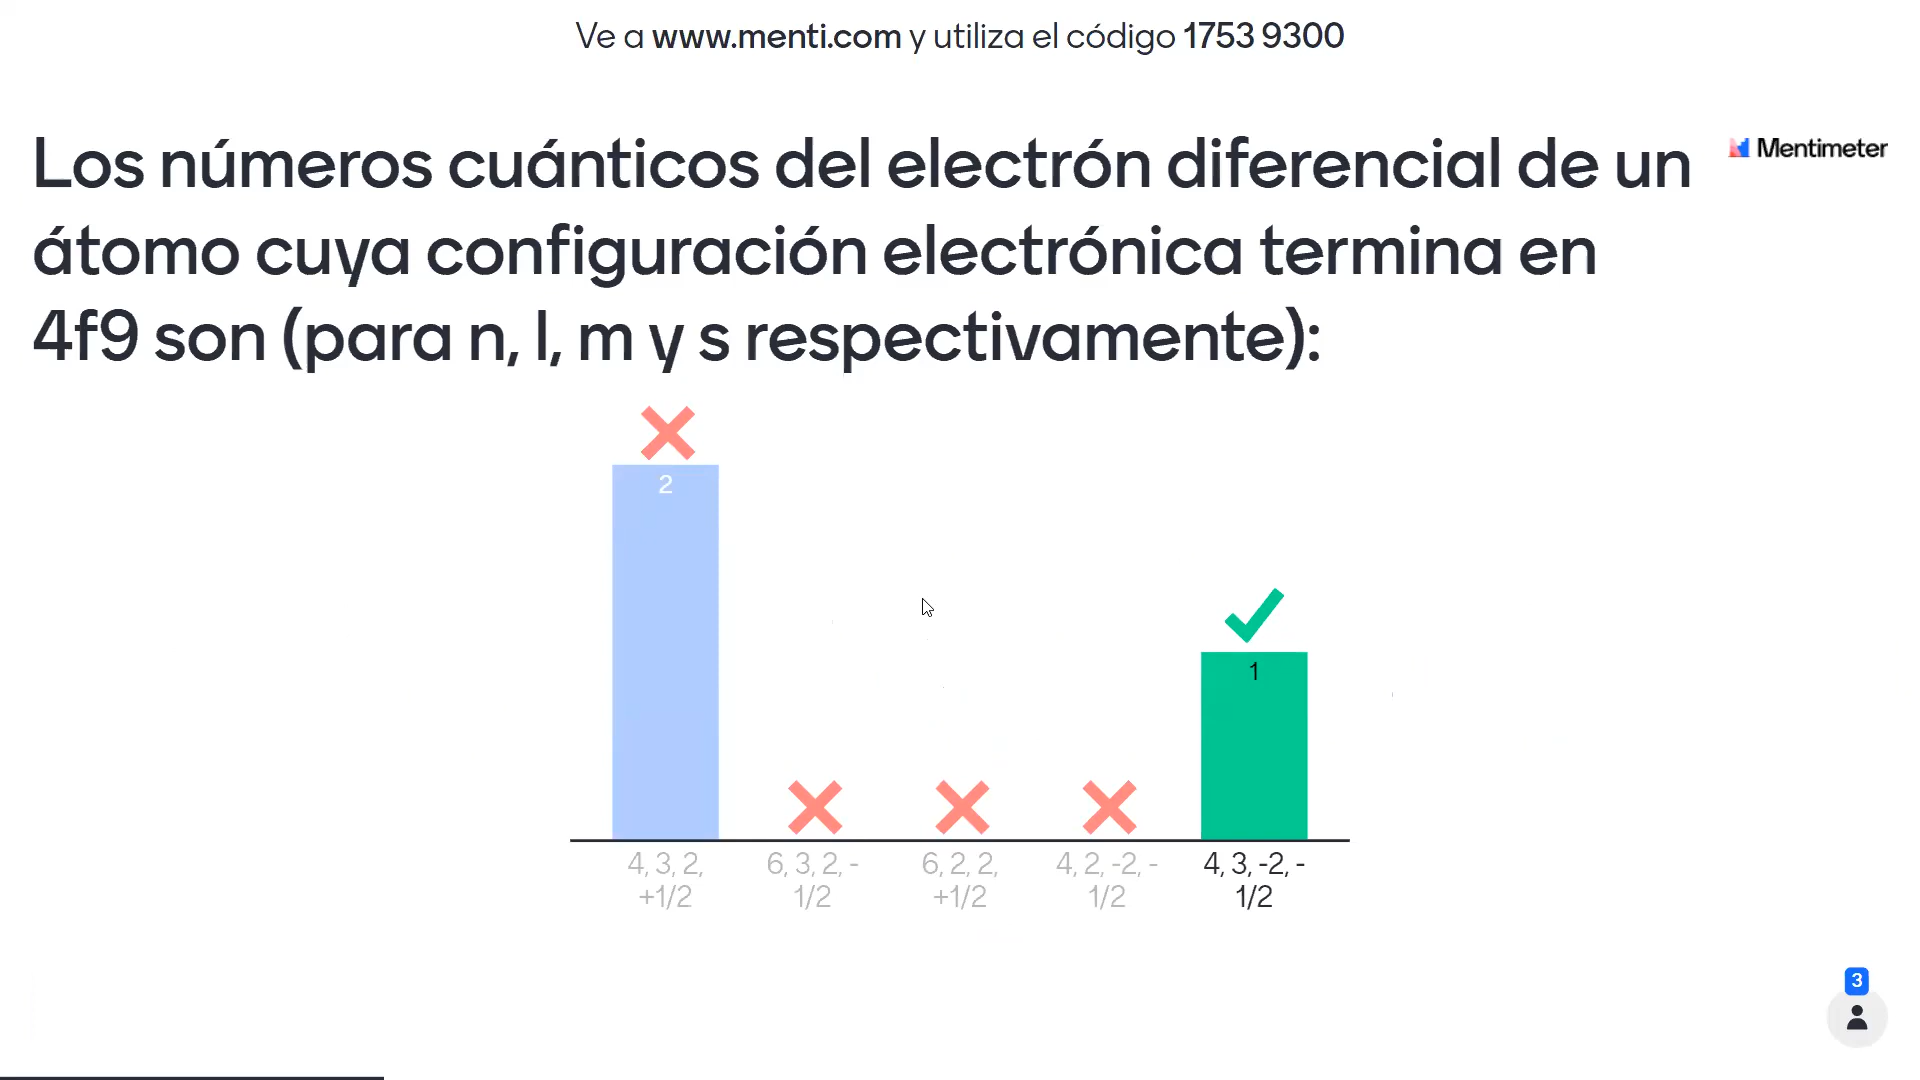 Ve a www.menti.com y utiliza el código 1753 9300
Los números cuánticos del electrón diferencial de un
átomo cuya configuración electrónica termina en
4f9 son (para n, l, m y s respectivamente):
Mentimeter
2
1
4, 3, 2,
+1/2
6, 3, 2, -
1/2
6, 2, 2,
+1/2
4, 2, -2, -
1/2
4, 3, -2, -
1/2
3